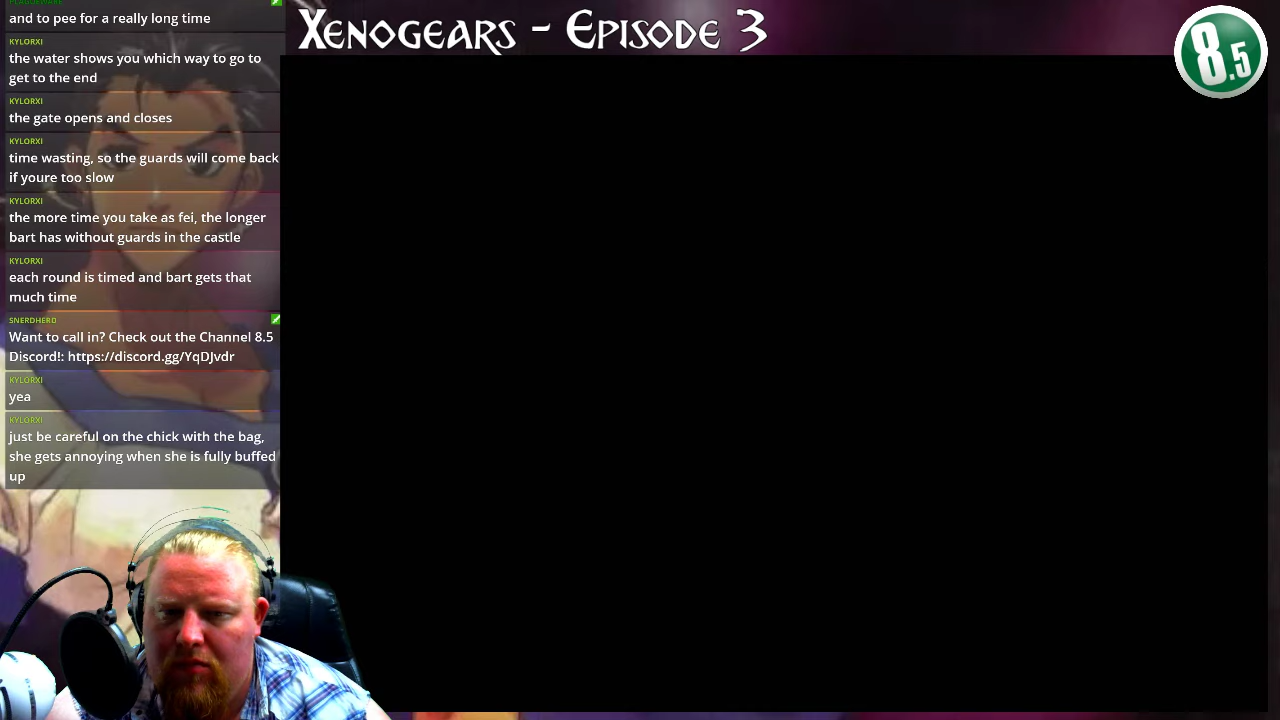 and to pee for a really long time
Xenogears - Episode 3
8.5
KYLORXI
the water shows you which way to go to
get to the end
KYLORXI
the gate opens and closes
KYLORXI
time wasting, so the guards will come back
if youre too slow
KYLORXI
the more time you take as fei, the longer
bart has without guards in the castle
KYLORXI
each round is timed and bart gets that
much time
SNERDHERO
Want to call in? Check out the Channel 8.5
Discord!: https://discord.gg/YqDJvdr
KYLORXI
yea
KYLORXI
just be careful on the chick with the bag,
she gets annoying when she is fully buffed
up